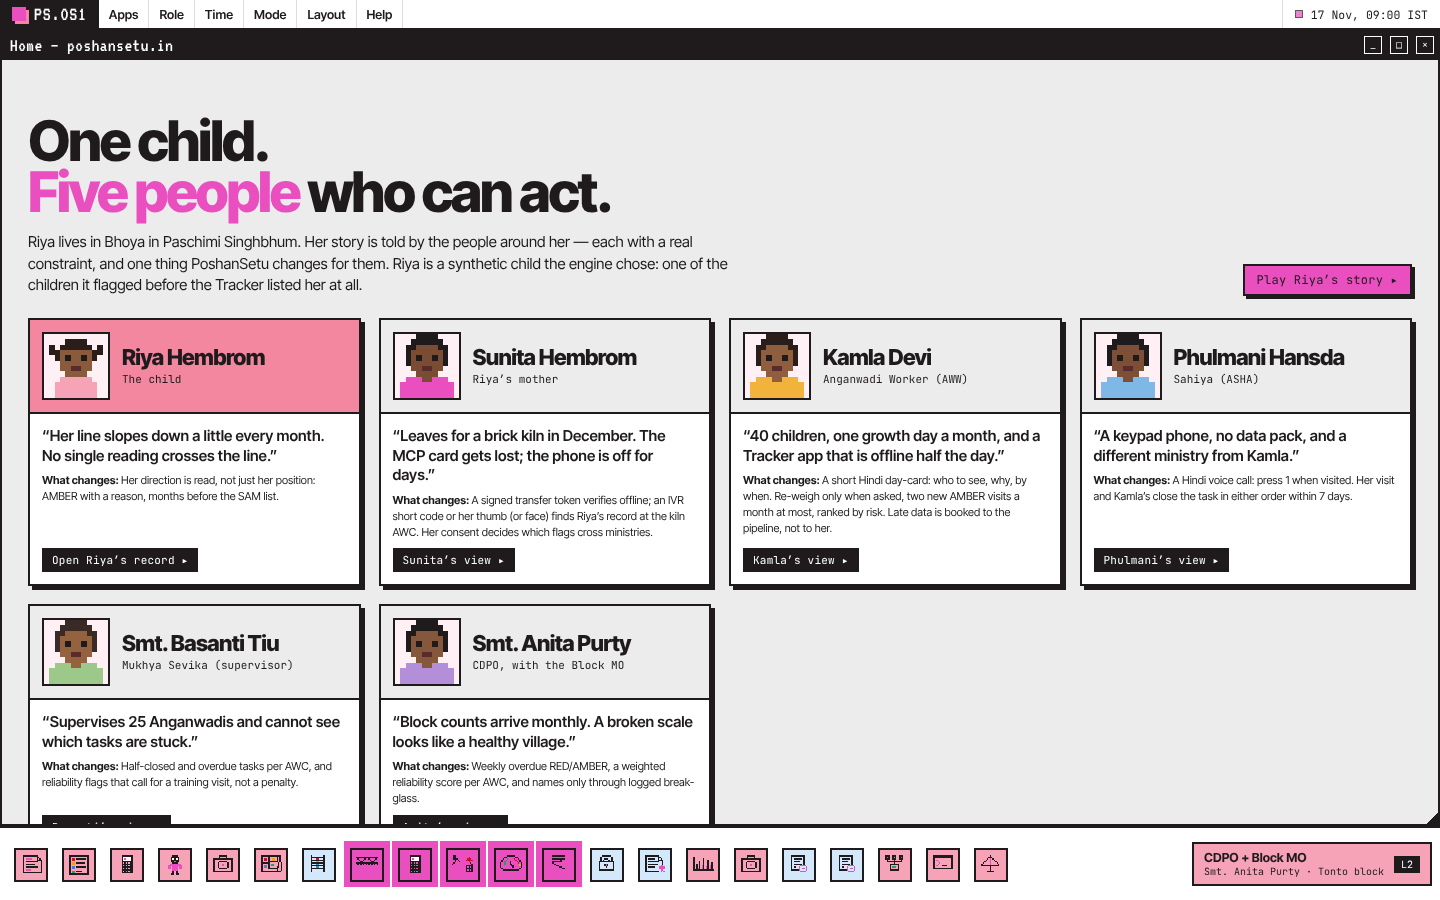 PS.OS1
Apps
Role
Time
Mode
Layout
Help
17 Nov, 09:00 IST
Home – poshansetu.in
One child.
Five people who can act.
Riya lives in Bhoya in Paschimi Singhbhum. Her story is told by the people around her — each with a real
constraint, and one thing PoshanSetu changes for them. Riya is a synthetic child the engine chose: one of the
children it flagged before the Tracker listed her at all.
Play Riya’s story ▸
Riya Hembrom
The child
“Her line slopes down a little every month.
No single reading crosses the line.”
What changes: Her direction is read, not just her position:
AMBER with a reason, months before the SAM list.
Open Riya’s record ▸
Sunita Hembrom
Riya’s mother
“Leaves for a brick kiln in December. The
MCP card gets lost; the phone is off for
days.”
What changes: A signed transfer token verifies offline; an IVR
short code or her thumb (or face) finds Riya’s record at the kiln
AWC. Her consent decides which flags cross ministries.
Sunita’s view ▸
Kamla Devi
Anganwadi Worker (AWW)
“40 children, one growth day a month, and a
Tracker app that is offline half the day.”
What changes: A short Hindi day-card: who to see, why, by
when. Re-weigh only when asked, two new AMBER visits a
month at most, ranked by risk. Late data is booked to the
pipeline, not to her.
Kamla’s view ▸
Phulmani Hansda
Sahiya (ASHA)
“A keypad phone, no data pack, and a
different ministry from Kamla.”
What changes: A Hindi voice call: press 1 when visited. Her visit
and Kamla’s close the task in either order within 7 days.
Phulmani’s view ▸
Smt. Basanti Tiu
Mukhya Sevika (supervisor)
“Supervises 25 Anganwadis and cannot see
which tasks are stuck.”
What changes: Half-closed and overdue tasks per AWC, and
reliability flags that call for a training visit, not a penalty.
Smt. Anita Purty
CDPO, with the Block MO
“Block counts arrive monthly. A broken scale
looks like a healthy village.”
What changes: Weekly overdue RED/AMBER, a weighted
reliability score per AWC, and names only through logged break-
glass.
CDPO + Block MO
Smt. Anita Purty · Tonto block
L2